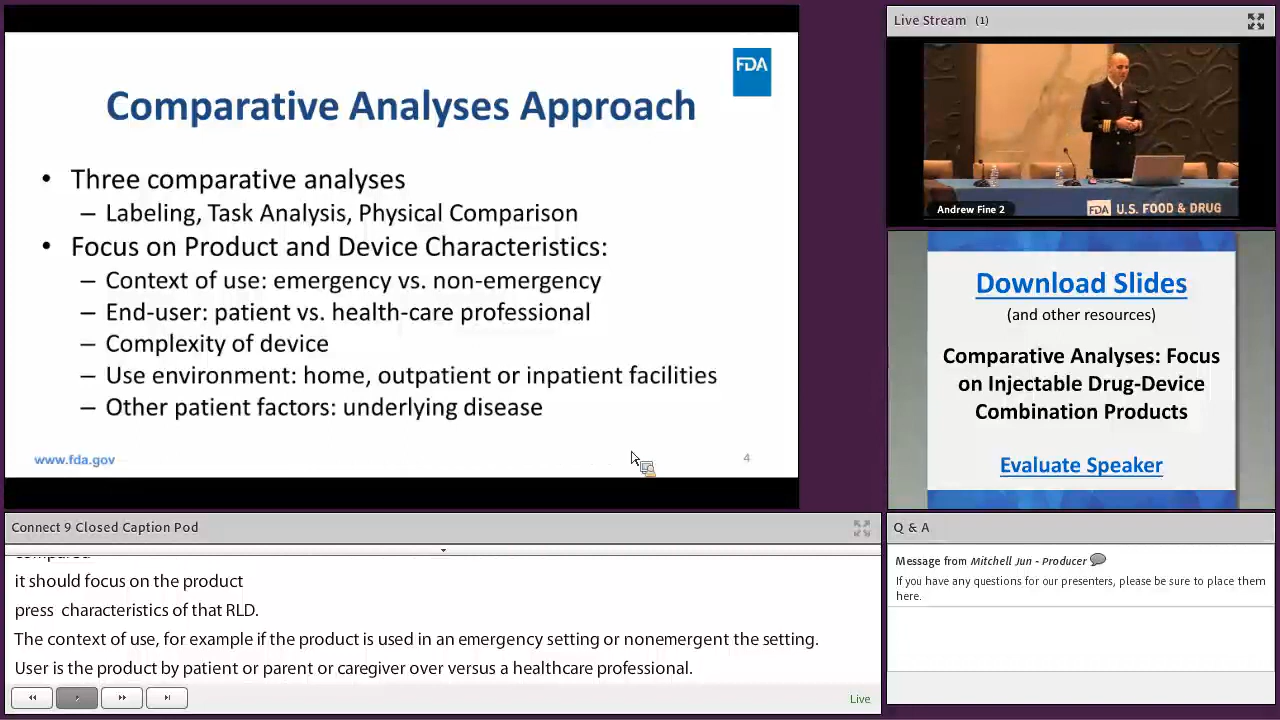 FDA
Comparative Analyses Approach
• Three comparative analyses
– Labeling, Task Analysis, Physical Comparison
• Focus on Product and Device Characteristics:
– Context of use: emergency vs. non-emergency
– End-user: patient vs. health-care professional
– Complexity of device
– Use environment: home, outpatient or inpatient facilities
– Other patient factors: underlying disease
www.fda.gov
4
Live Stream (1)
Andrew Fine 2
FDA U.S. FOOD & DRUG
Download Slides
(and other resources)
Comparative Analyses: Focus
on Injectable Drug-Device
Combination Products
Evaluate Speaker
Connect 9 Closed Caption Pod
compared
it should focus on the product
press characteristics of that RLD.
The context of use, for example if the product is used in an emergency setting or nonemergent the setting.
User is the product by patient or parent or caregiver over versus a healthcare professional.
Live
Q & A
Message from Mitchell Jun - Producer
If you have any questions for our presenters, please be sure to place them
here.